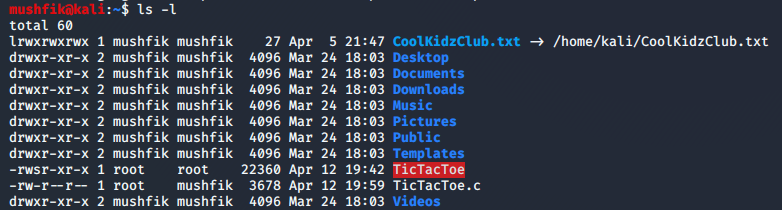 mushfik@kali:~$ ls -l
total 60
lrwxrwxrwx 1 mushfik mushfik    27 Apr  5 21:47 CoolKidzClub.txt → /home/kali/CoolKidzClub.txt
drwxr-xr-x 2 mushfik mushfik  4096 Mar 24 18:03 Desktop
drwxr-xr-x 2 mushfik mushfik  4096 Mar 24 18:03 Documents
drwxr-xr-x 2 mushfik mushfik  4096 Mar 24 18:03 Downloads
drwxr-xr-x 2 mushfik mushfik  4096 Mar 24 18:03 Music
drwxr-xr-x 2 mushfik mushfik  4096 Mar 24 18:03 Pictures
drwxr-xr-x 2 mushfik mushfik  4096 Mar 24 18:03 Public
drwxr-xr-x 2 mushfik mushfik  4096 Mar 24 18:03 Templates
-rwsr-xr-x 1 root    root    22360 Apr 12 19:42 TicTacToe
-rw-r--r-- 1 root    mushfik  3678 Apr 12 19:59 TicTacToe.c
drwxr-xr-x 2 mushfik mushfik  4096 Mar 24 18:03 Videos